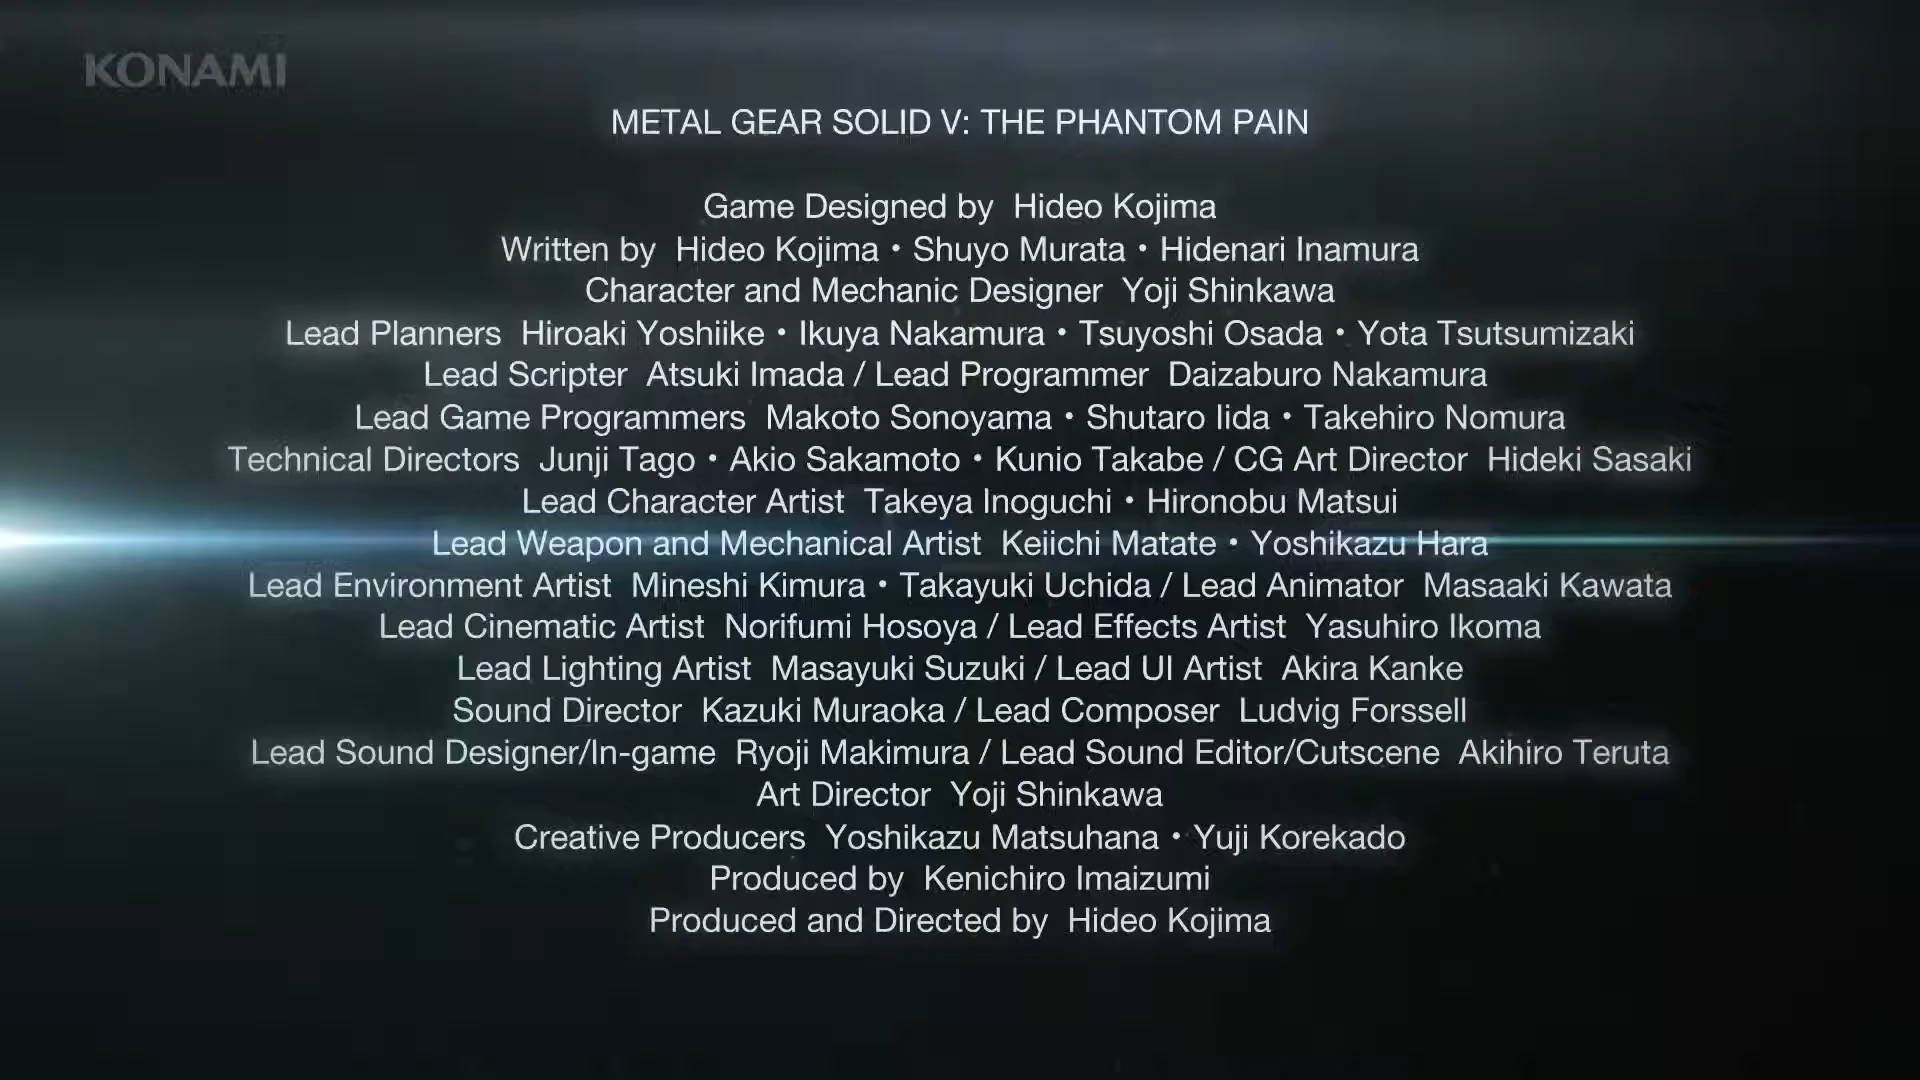 KONAMI
METAL GEAR SOLID V: THE PHANTOM PAIN
Game Designed by  Hideo Kojima
Written by  Hideo Kojima・Shuyo Murata・Hidenari Inamura
Character and Mechanic Designer  Yoji Shinkawa
Lead Planners  Hiroaki Yoshiike・Ikuya Nakamura・Tsuyoshi Osada・Yota Tsutsumizaki
Lead Scripter  Atsuki Imada / Lead Programmer  Daizaburo Nakamura
Lead Game Programmers  Makoto Sonoyama・Shutaro Iida・Takehiro Nomura
Technical Directors  Junji Tago・Akio Sakamoto・Kunio Takabe / CG Art Director  Hideki Sasaki
Lead Character Artist  Takeya Inoguchi・Hironobu Matsui
Lead Weapon and Mechanical Artist  Keiichi Matate・Yoshikazu Hara
Lead Environment Artist  Mineshi Kimura・Takayuki Uchida / Lead Animator  Masaaki Kawata
Lead Cinematic Artist  Norifumi Hosoya / Lead Effects Artist  Yasuhiro Ikoma
Lead Lighting Artist  Masayuki Suzuki / Lead UI Artist  Akira Kanke
Sound Director  Kazuki Muraoka / Lead Composer  Ludvig Forssell
Lead Sound Designer/In-game  Ryoji Makimura / Lead Sound Editor/Cutscene  Akihiro Teruta
Art Director  Yoji Shinkawa
Creative Producers  Yoshikazu Matsuhana・Yuji Korekado
Produced by  Kenichiro Imaizumi
Produced and Directed by  Hideo Kojima